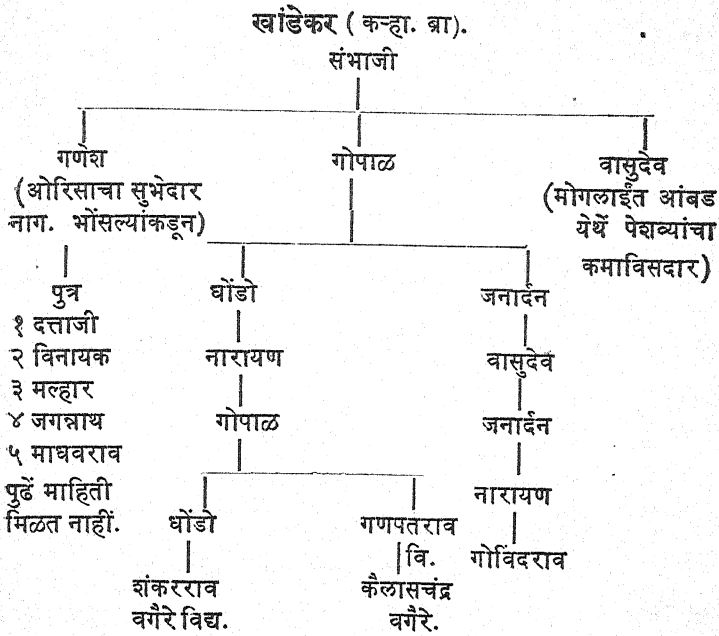 खांडेकर ( कऱ्हा. ब्रा).
संभाजी
गणेश
(ओरिसाचा सुभेदार
नाग. भोंसल्यांकडून)
गोपाळ
वासुदेव
(मोगलाईंत आंबड
येथें पेशव्यांचा
कमाविसदार)
पुत्र
१ दत्ताजी
२ विनायक
३ मल्हार
४ जगन्नाथ
५ माधवराव
पुढें माहिती
मिळत नाहीं.
धोंडो
नारायण
गोपाळ
धोंडो
शंकरराव
वगैरे विद्य.
गणपतराव
वि.
कैलासचंद्र
वगैरे.
जनार्दन
वासुदेव
जनार्दन
नारायण
गोविंदराव